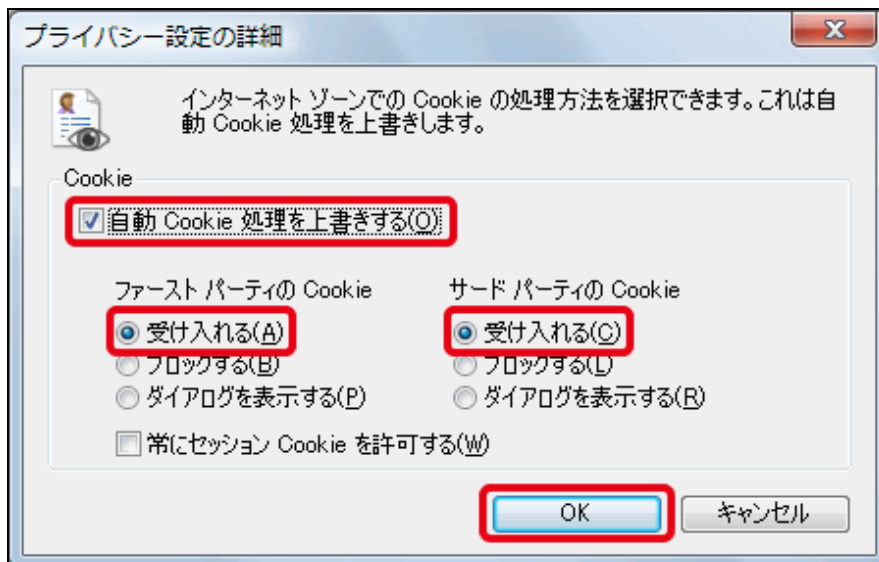 プライバシー設定の詳細
インターネット ゾーンでの Cookie の処理方法を選択できます。これは自
動 Cookie 処理を上書きします。
Cookie
自動 Cookie 処理を上書きする(O)
ファースト パーティの Cookie
サード パーティの Cookie
受け入れる(A)
受け入れる(C)
ブロックする(B)
ブロックする(L)
ダイアログを表示する(P)
ダイアログを表示する(R)
常にセッション Cookie を許可する(W)
OK
キャンセル